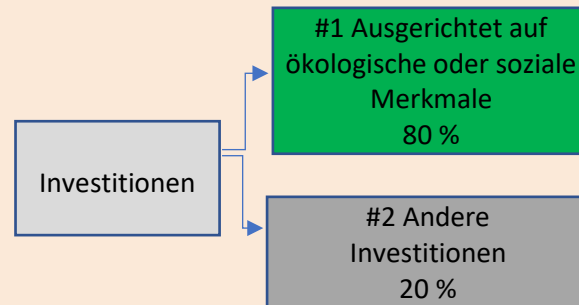 #1 Ausgerichtet auf
ökologische oder soziale
Merkmale
80 %
Investitionen
#2 Andere
Investitionen
20 %